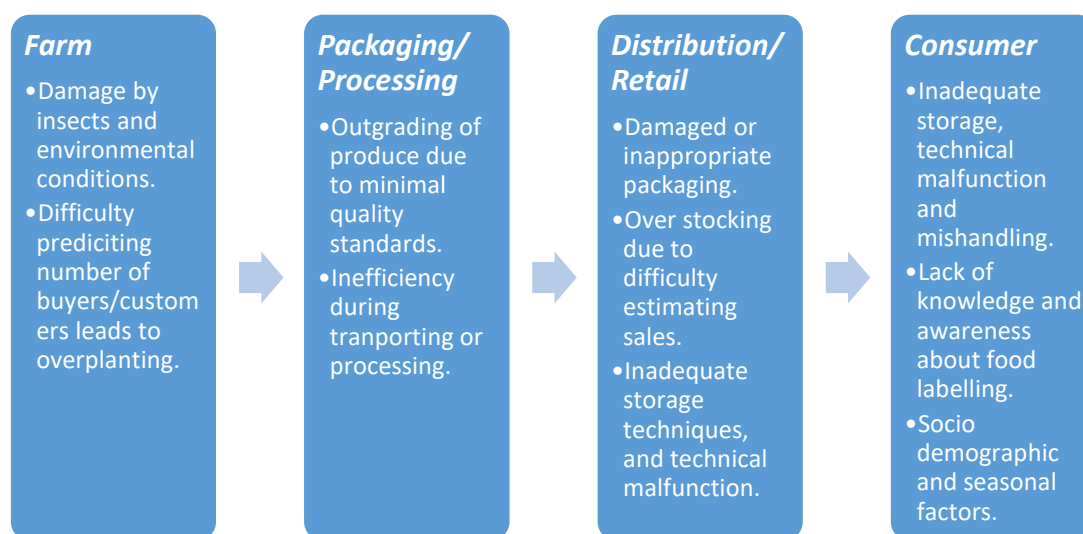 Farm
•Damage by
insects and
environmental
conditions.
•Difficulty
prediciting
number of
buyers/custom
ers leads to
overplanting.
Packaging/
Processing
•Outgrading of
produce due
to minimal
quality
standards.
•Inefficiency
during
tranporting or
processing.
Distribution/
Retail
•Damaged or
inappropriate
packaging.
•Over stocking
due to
difficulty
estimating
sales.
•Inadequate
storage
techniques,
and technical
malfunction.
Consumer
•Inadequate
storage,
technical
malfunction
and
mishandling.
•Lack of
knowledge and
awareness
about food
labelling.
•Socio
demographic
and seasonal
factors.